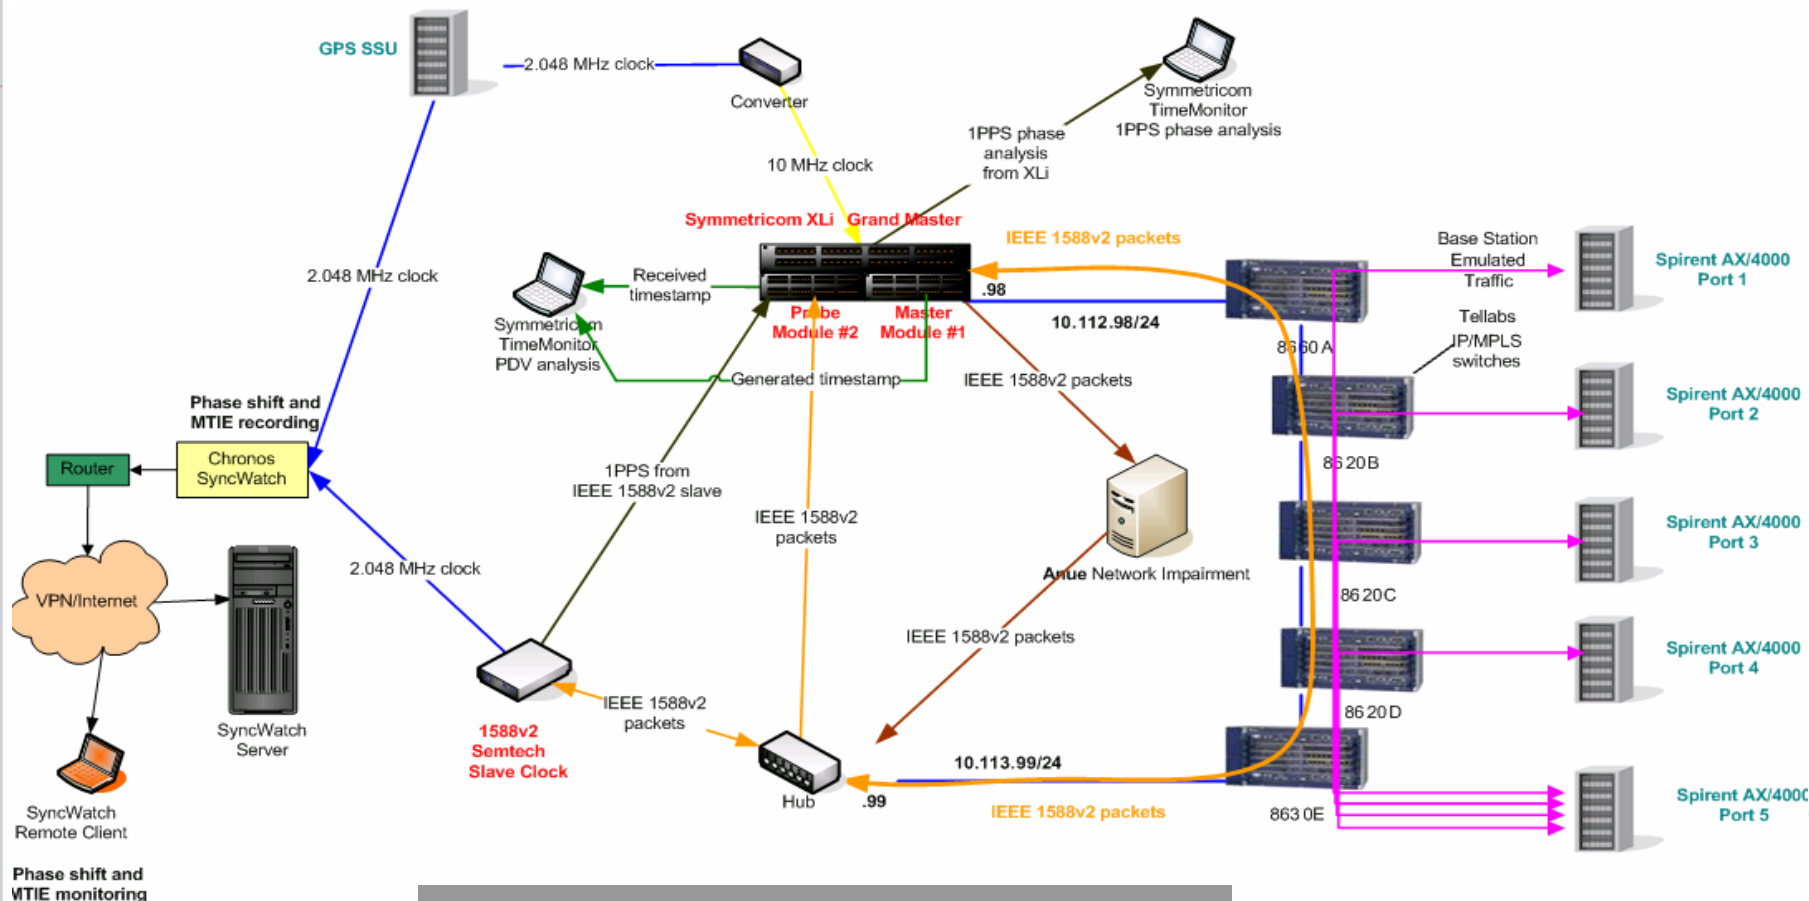 GPS SSU
2.048 MHz clock
Converter
Symmetricom
TimeMonitor
1PPS phase analysis
1PPS phase
analysis
from XLi
10 MHz clock
Symmetricom XLi Grand Master
IEEE 1588v2 packets
Base Station
Emulated
Traffic
Spirent AX/4000
Port 1
2.048 MHz clock
Received
timestamp
.98
10.112.98/24
Probe
Module #2
Master
Module #1
Symmetricom
TimeMonitor
PDV analysis
Generated timestamp
IEEE 1588v2 packets
8660A
Tellabs
IP/MPLS
switches
Spirent AX/4000
Port 2
Phase shift and
MTIE recording
Router
Chronos
SyncWatch
1PPS from
IEEE 1588v2 slave
8620B
IEEE 1588v2
packets
Spirent AX/4000
Port 3
2.048 MHz clock
Anue Network Impairment
VPN/Internet
8620C
IEEE 1588v2 packets
Spirent AX/4000
Port 4
IEEE 1588v2
packets
8620D
SyncWatch
Server
1588v2
Semtech
Slave Clock
10.113.99/24
Hub
.99
IEEE 1588v2 packets
8630E
Spirent AX/4000
Port 5
SyncWatch
Remote Client
Phase shift and
MTIE monitoring